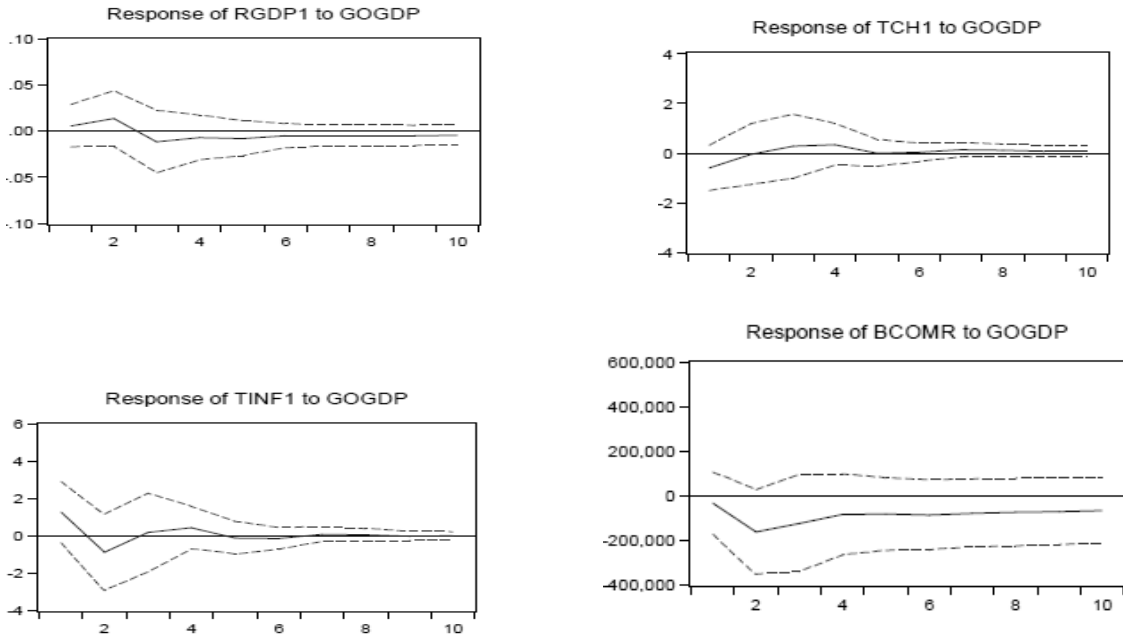 Response of RGDP1 to GOGDP
.10
.05
.00
-.05
-.10
2 4 6 8 10
Response of TCH1 to GOGDP
4
2
0
-2
-4
2 4 6 8 10
Response of TINF1 to GOGDP
6
4
2
0
-2
-4
2 4 6 8 10
Response of BCOMR to GOGDP
600,000
400,000
200,000
0
-200,000
-400,000
2 4 6 8 10